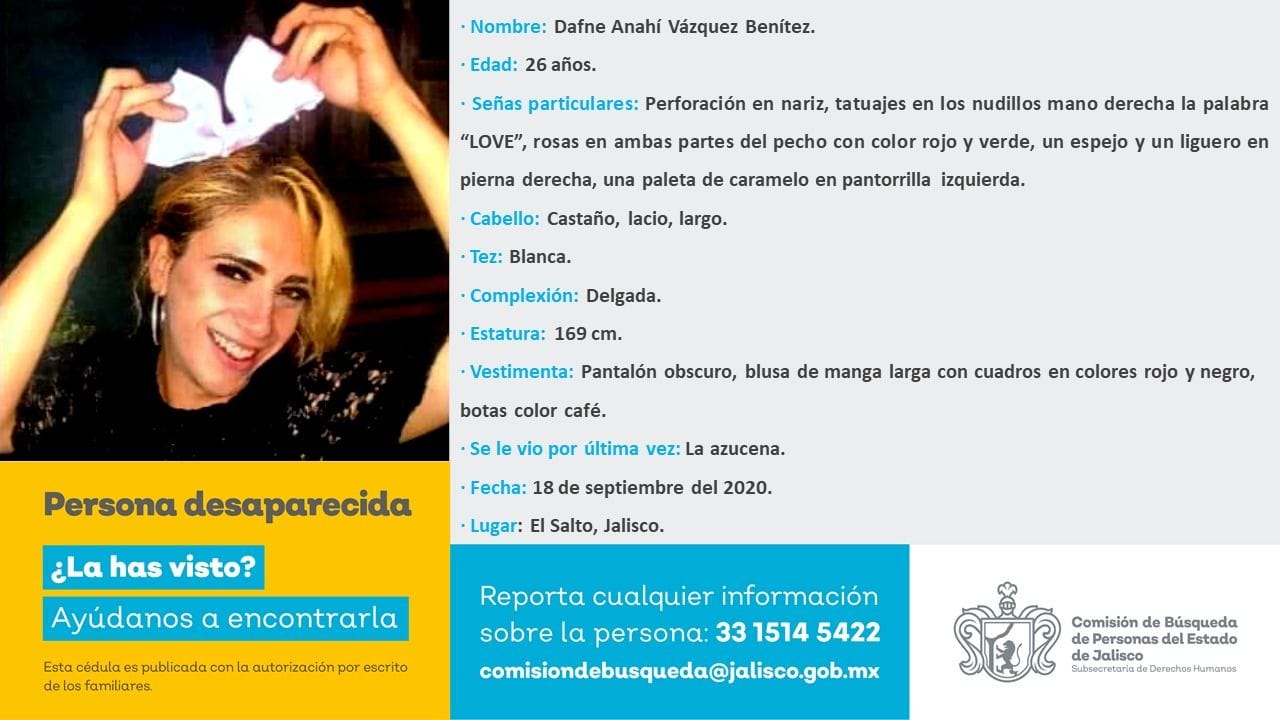 · Nombre: Dafne Anahí Vázquez Benítez.
· Edad: 26 años.
· Señas particulares: Perforación en nariz, tatuajes en los nudillos mano derecha la palabra
“LOVE”, rosas en ambas partes del pecho con color rojo y verde, un espejo y un liguero en
pierna derecha, una paleta de caramelo en pantorrilla izquierda.
· Cabello: Castaño, lacio, largo.
· Tez: Blanca.
· Complexión: Delgada.
· Estatura: 169 cm.
· Vestimenta: Pantalón obscuro, blusa de manga larga con cuadros en colores rojo y negro,
botas color café.
· Se le vio por última vez: La azucena.
· Fecha: 18 de septiembre del 2020.
· Lugar: El Salto, Jalisco.
Persona desaparecida
¿La has visto?
Ayúdanos a encontrarla
Esta cédula es publicada con la autorización por escrito
de los familiares.
Reporta cualquier información
sobre la persona: 33 1514 5422
comisiondebusqueda@jalisco.gob.mx
Comisión de Búsqueda
de Personas del Estado
de Jalisco
Subsecretaría de Derechos Humanos